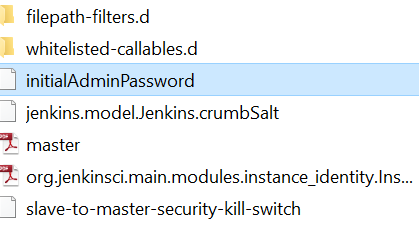 filepath-filters.d
whitelisted-callables.d
initialAdminPassword
jenkins.model.Jenkins.crumbSalt
master
org.jenkinsci.main.modules.instance_identity.Ins...
slave-to-master-security-kill-switch